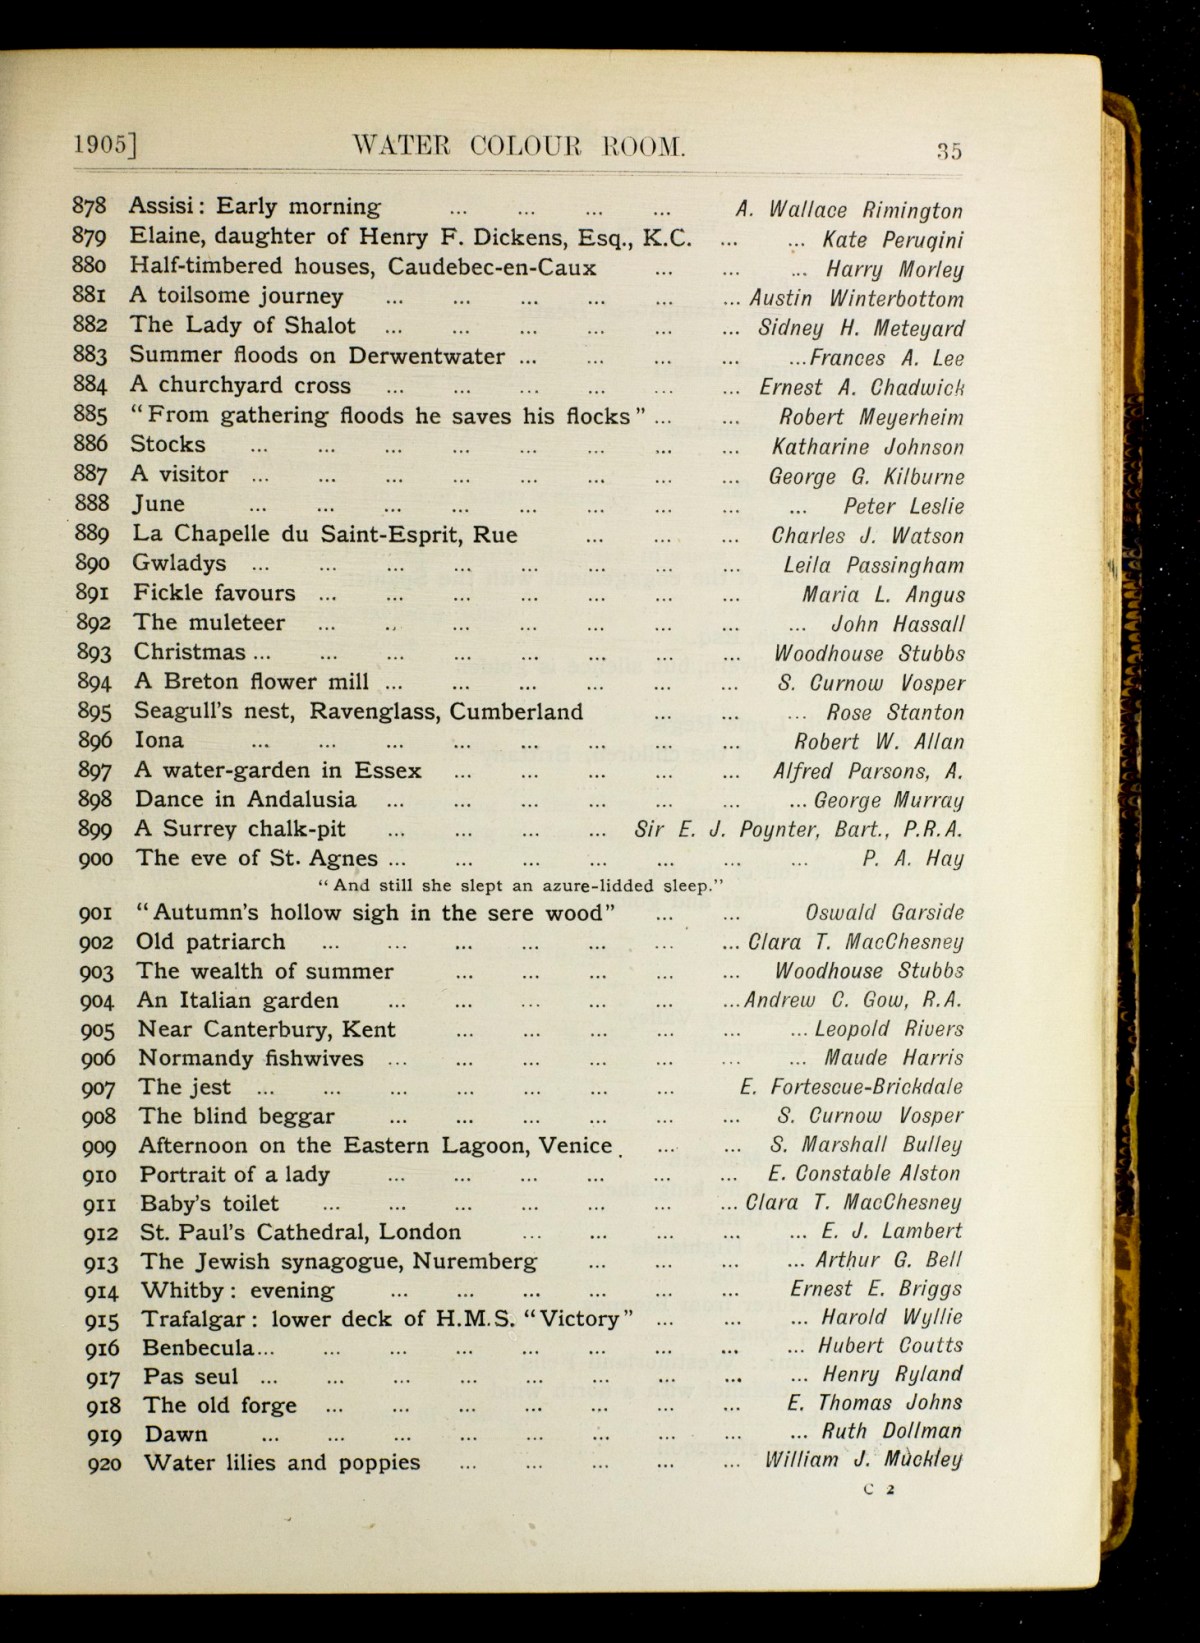 1905] WATER COLOUR ROOM. 35
878 Assisi: Early morning ... ... ... ... A. Wallace Rimington
879 Elaine, daughter of Henry F. Dickens, Esq., K.C. ... ... Kate Perugini
880 Half-timbered houses, Caudebec-en-Caux ... ... ... Harry Morley
881 A toilsome journey ... ... ... ... ... ... Austin Winterbottom
882 The Lady of Shalot ... ... ... ... ... ... Sidney H. Meteyard
883 Summer floods on Derwentwater ... ... ... ... ... Frances A. Lee
884 A churchyard cross ... ... ... ... ... ... Ernest A. Chadwick
885 “From gathering floods he saves his flocks” ... ... Robert Meyerheim
886 Stocks ... ... ... ... ... ... ... ... Katharine Johnson
887 A visitor ... ... ... ... ... ... ... ... George G. Kilburne
888 June ... ... ... ... ... ... ... ... ... Peter Leslie
889 La Chapelle du Saint-Esprit, Rue ... ... ... Charles J. Watson
890 Gwladys ... ... ... ... ... ... ... ... Leila Passingham
891 Fickle favours ... ... ... ... ... ... ... Maria L. Angus
892 The muleteer ... ... ... ... ... ... ... ... John Hassall
893 Christmas ... ... ... ... ... ... ... ... Woodhouse Stubbs
894 A Breton flower mill ... ... ... ... ... ... S. Curnow Vosper
895 Seagull's nest, Ravenglass, Cumberland ... ... ... Rose Stanton
896 Iona ... ... ... ... ... ... ... ... Robert W. Allan
897 A water-garden in Essex ... ... ... ... ... Alfred Parsons, A.
898 Dance in Andalusia ... ... ... ... ... ... ... George Murray
899 A Surrey chalk-pit ... ... ... ... Sir E. J. Poynter, Bart., P.R.A.
900 The eve of St. Agnes ... ... ... ... ... ... ... P. A. Hay
“And still she slept an azure-lidded sleep.”
901 “Autumn's hollow sigh in the sere wood” ... ... Oswald Garside
902 Old patriarch ... ... ... ... ... ... ... Clara T. MacChesney
903 The wealth of summer ... ... ... ... ... Woodhouse Stubbs
904 An Italian garden ... ... ... ... ... ... Andrew C. Gow, R.A.
905 Near Canterbury, Kent ... ... ... ... ... ... Leopold Rivers
906 Normandy fishwives ... ... ... ... ... ... ... Maude Harris
907 The jest ... ... ... ... ... ... ... E. Fortescue-Brickdale
908 The blind beggar ... ... ... ... ... ... S. Curnow Vosper
909 Afternoon on the Eastern Lagoon, Venice . ... ... S. Marshall Bulley
910 Portrait of a lady ... ... ... ... ... ... E. Constable Alston
911 Baby's toilet ... ... ... ... ... ... ... Clara T. MacChesney
912 St. Paul's Cathedral, London ... ... ... ... ... E. J. Lambert
913 The Jewish synagogue, Nuremberg ... ... ... ... Arthur G. Bell
914 Whitby: evening ... ... ... ... ... ... Ernest E. Briggs
915 Trafalgar: lower deck of H.M.S. “Victory” ... ... ... Harold Wyllie
916 Benbecula... ... ... ... ... ... ... ... ... Hubert Coutts
917 Pas seul ... ... ... ... ... ... ... ... ... Henry Ryland
918 The old forge ... ... ... ... ... ... ... E. Thomas Johns
919 Dawn ... ... ... ... ... ... ... ... ... Ruth Dollman
920 Water lilies and poppies ... ... ... ... ... William J. Muckley
C 2